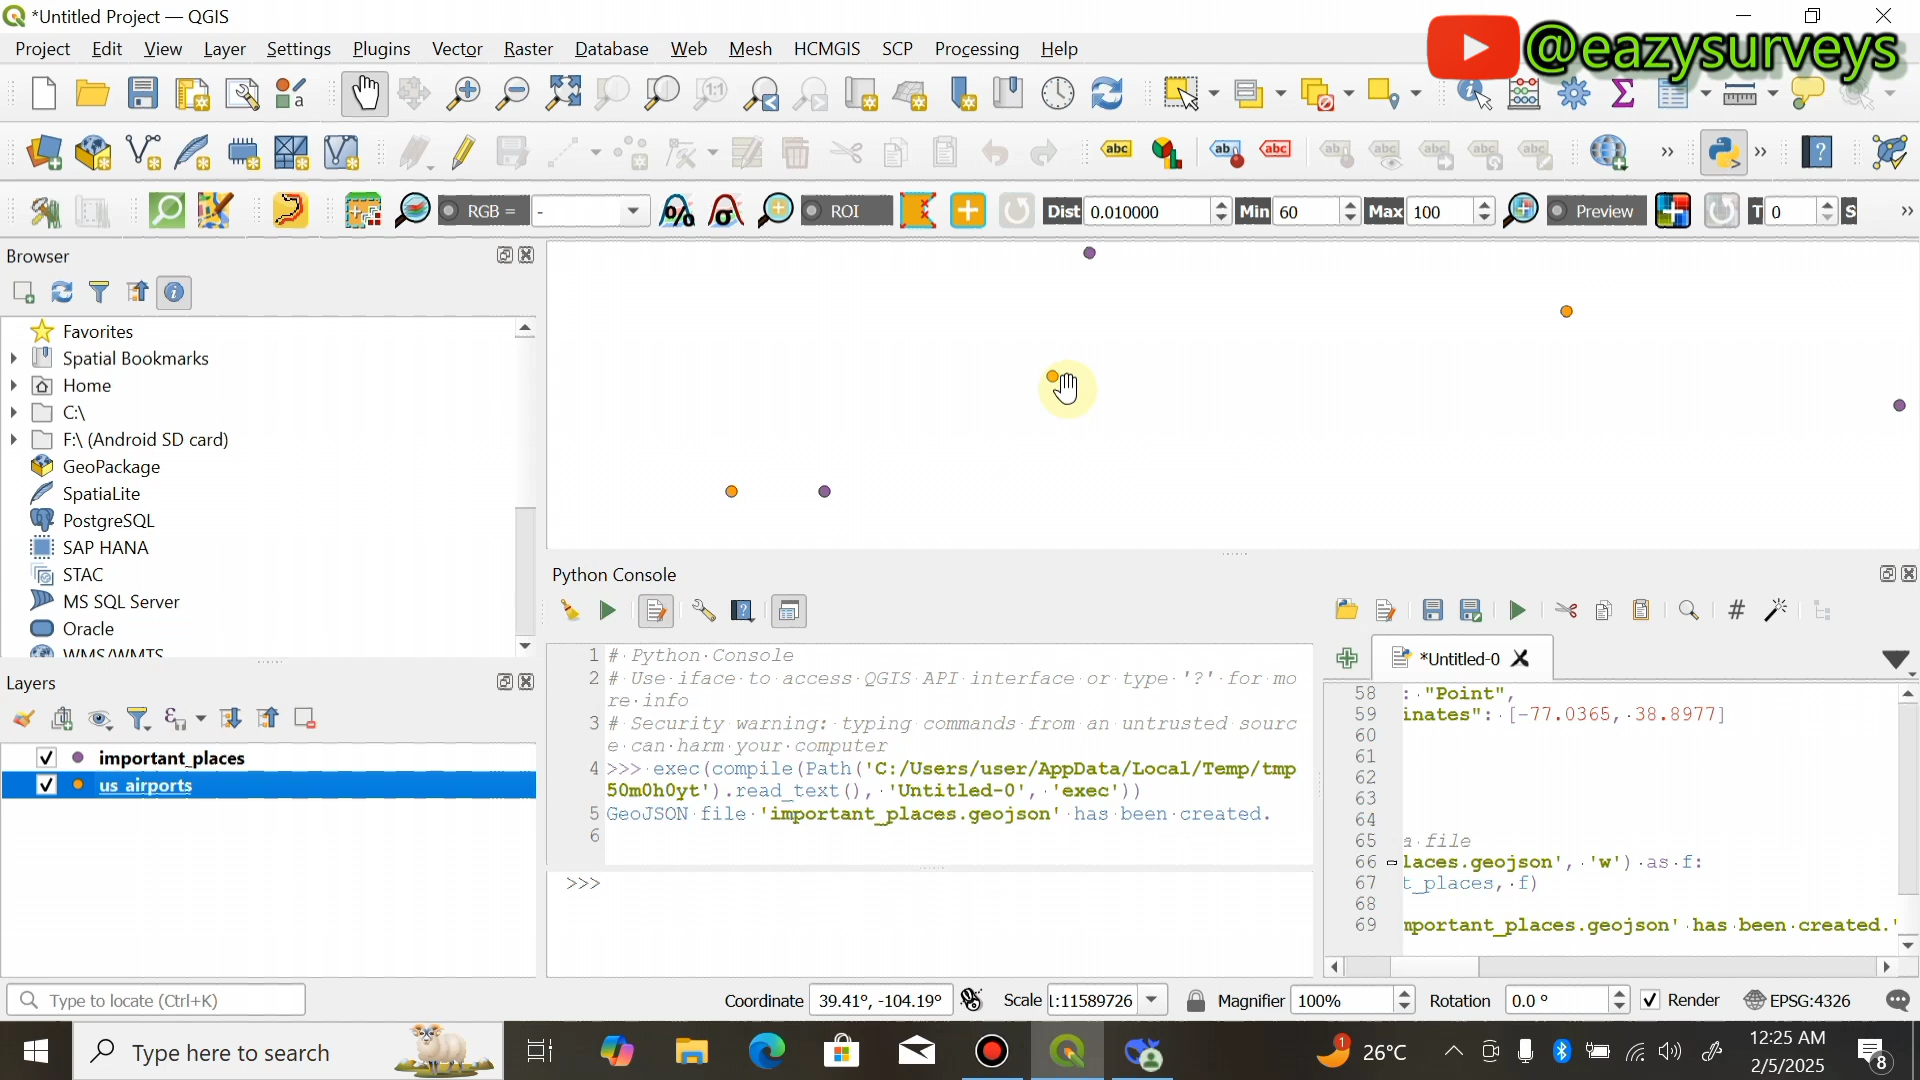 *Untitled Project — QGIS
@eazysurveys
Project Edit View Layer Settings Plugins Vector Raster Database Web Mesh HCMGIS SCP Processing Help
abc abc abc
RGB = - ROI Dist 0.010000 Min 60 Max 100 Preview T 0 S
Browser
Favorites
Spatial Bookmarks
Home
C:\
F:\ (Android SD card)
GeoPackage
SpatiaLite
PostgreSQL
SAP HANA
STAC
MS SQL Server
Oracle
WMS/WMTS
Layers
important_places
us airports
Python Console
1 # Python Console
2 # Use iface to access QGIS API interface or type '?' for mo
re info
3 # Security warning: typing commands from an untrusted sourc
e can harm your computer
4 >>> exec(compile(Path('C:/Users/user/AppData/Local/Temp/tmp
50m0h0yt').read_text(), 'Untitled-0', 'exec'))
5 GeoJSON file 'important_places.geojson' has been created.
6
>>>
*Untitled-0
58 : "Point",
59 inates": [-77.0365, 38.8977]
60
61
62
63
64
65 a file
66 laces.geojson', 'w') as f:
67 t_places, f)
68
69 mportant_places.geojson' has been created.'
Type to locate (Ctrl+K)
Coordinate 39.41°, -104.19° Scale 1:11589726 Magnifier 100% Rotation 0.0 ° Render EPSG:4326
Type here to search
1 26°C
12:25 AM
2/5/2025
8